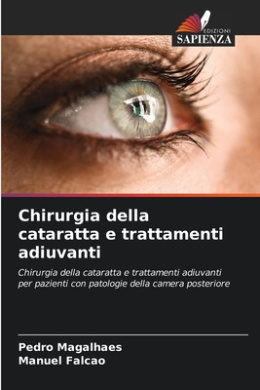 EDIZIONI
SAPIENZA
Chirurgia della
cataratta e trattamenti
adiuvanti
Chirurgia della cataratta e trattamenti adiuvanti
per pazienti con patologie della camera posteriore
Pedro Magalhaes
Manuel Falcao